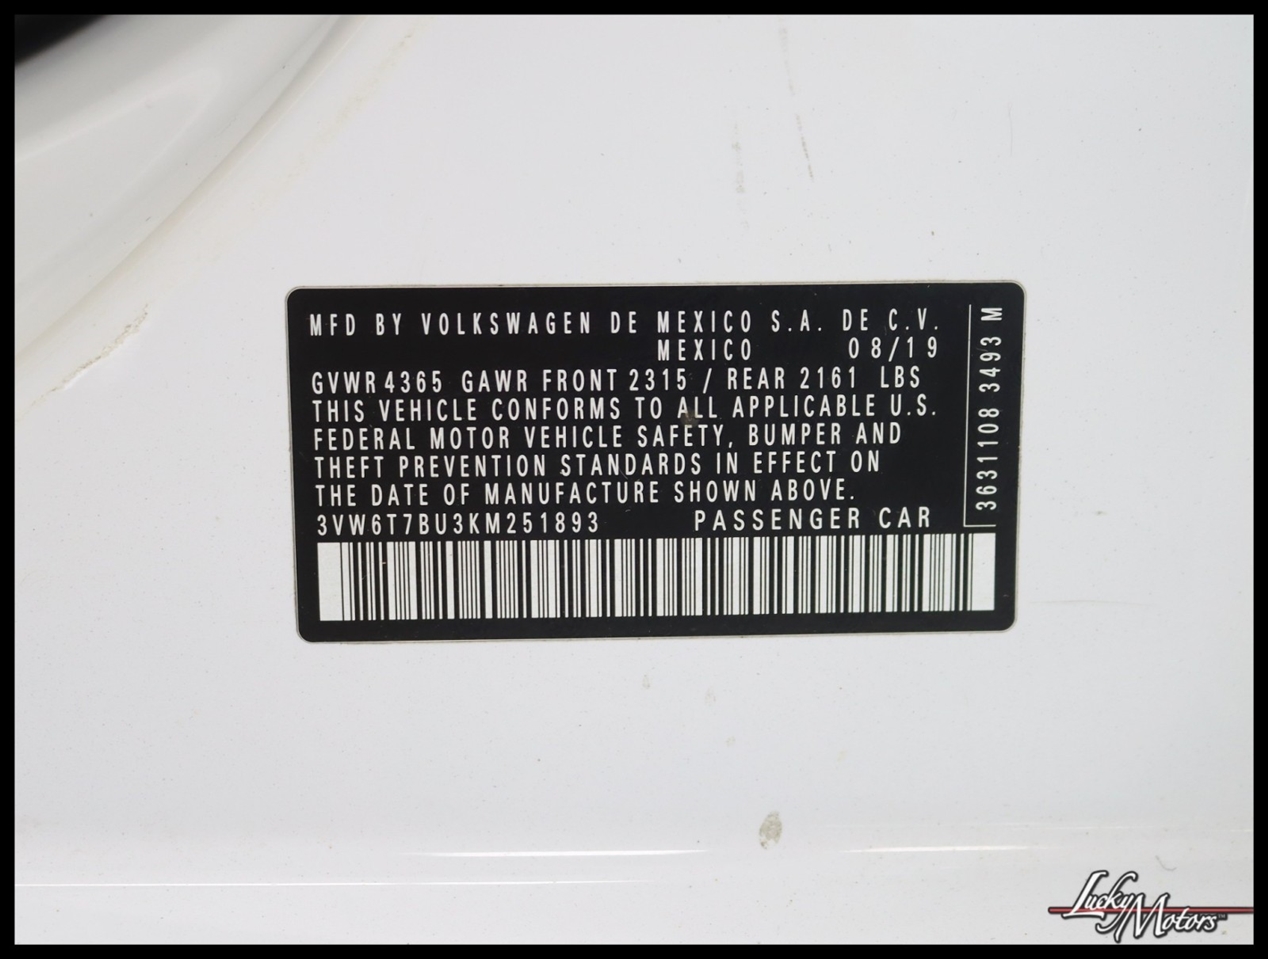 MFD BY VOLKSWAGEN DE MEXICO S.A. DE C.V.
MEXICO 08/19
GVWR 4365 GAWR FRONT 2315 / REAR 2161 LBS
THIS VEHICLE CONFORMS TO ALL APPLICABLE U.S.
FEDERAL MOTOR VEHICLE SAFETY, BUMPER AND
THEFT PREVENTION STANDARDS IN EFFECT ON
THE DATE OF MANUFACTURE SHOWN ABOVE.
3VW6T7BU3KM251893 PASSENGER CAR
3631108 3493 M
Lucky Motors™